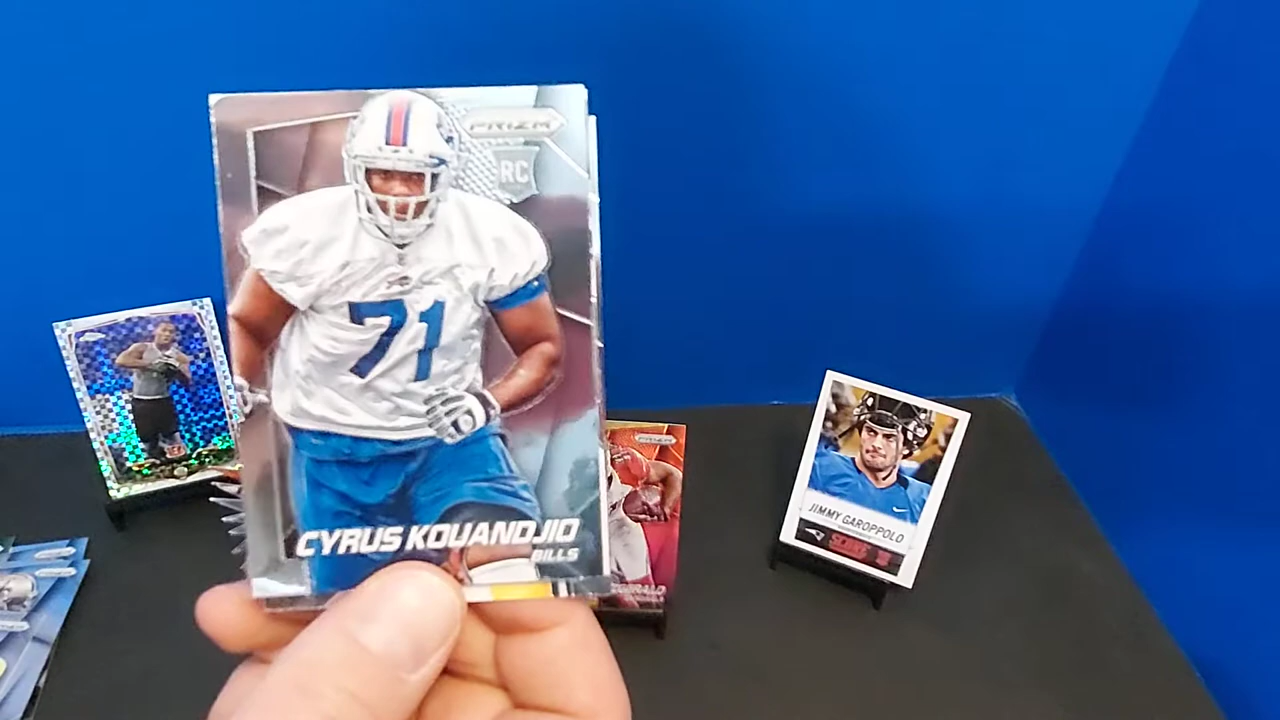 PRIZM
RC
71
CYRUS KOUANDJIO
BILLS
PRIZM
JIMMY GAROPPOLO
SCORE